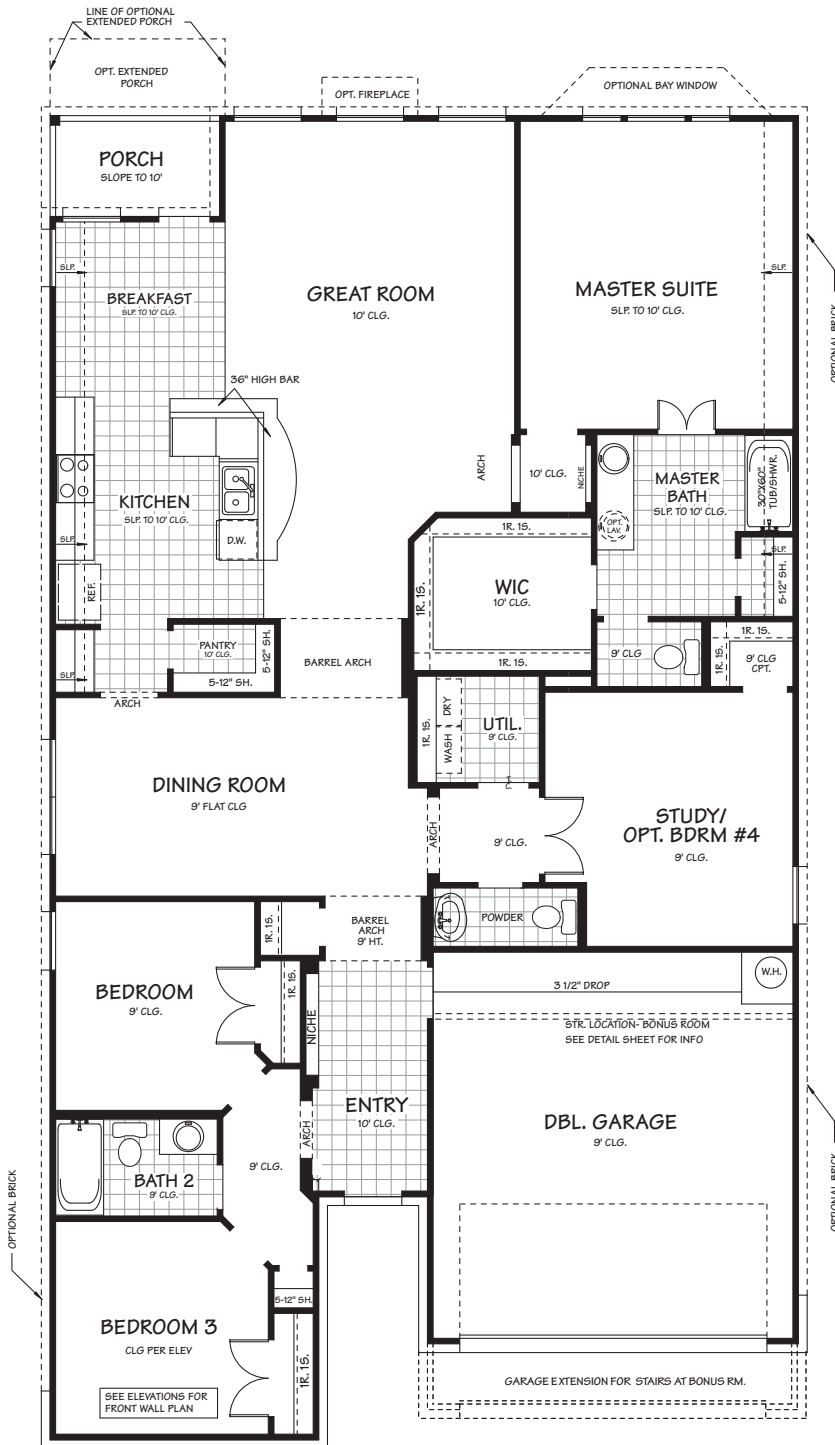 LINE OF OPTIONAL
EXTENDED PORCH
OPT. EXTENDED
PORCH
OPT. FIREPLACE
OPTIONAL BAY WINDOW
PORCH
SLOPE TO 10'
SLP.
BREAKFAST
SLP. TO 10' CLG.
GREAT ROOM
10' CLG.
MASTER SUITE
SLP. TO 10' CLG.
SLP.
OPTIONAL BRICK
36" HIGH BAR
KITCHEN
SLP. TO 10' CLG.
SLP.
D.W.
REF.
ARCH
10' CLG.
NICHE
MASTER
BATH
SLP. TO 10' CLG.
30"X60"
TUB/SHWR.
OPT.
LAV.
SLP.
5-12" SH.
1R. 1S.
1R. 1S.
WIC
10' CLG.
1R. 1S.
9' CLG
1R. 1S.
1R. 1S.
9' CLG
CPT.
SLP.
PANTRY
10' CLG.
5-12" SH.
5-12" SH.
BARREL ARCH
ARCH
1R. 1S.
DRY
WASH
UTIL.
9' CLG.
T.
C.
DINING ROOM
9' FLAT CLG
ARCH
9' CLG.
STUDY/
OPT. BDRM #4
9' CLG.
POWDER
1R. 1S.
BARREL
ARCH
9' HT.
BEDROOM
9' CLG.
1R. 1S.
NICHE
3 1/2" DROP
W.H.
STR. LOCATION- BONUS ROOM
SEE DETAIL SHEET FOR INFO
ENTRY
10' CLG.
ARCH
DBL. GARAGE
9' CLG.
BATH 2
9' CLG.
9' CLG.
OPTIONAL BRICK
OPTIONAL BRICK
5-12" SH.
BEDROOM 3
CLG PER ELEV
1R. 1S.
SEE ELEVATIONS FOR
FRONT WALL PLAN
GARAGE EXTENSION FOR STAIRS AT BONUS RM.